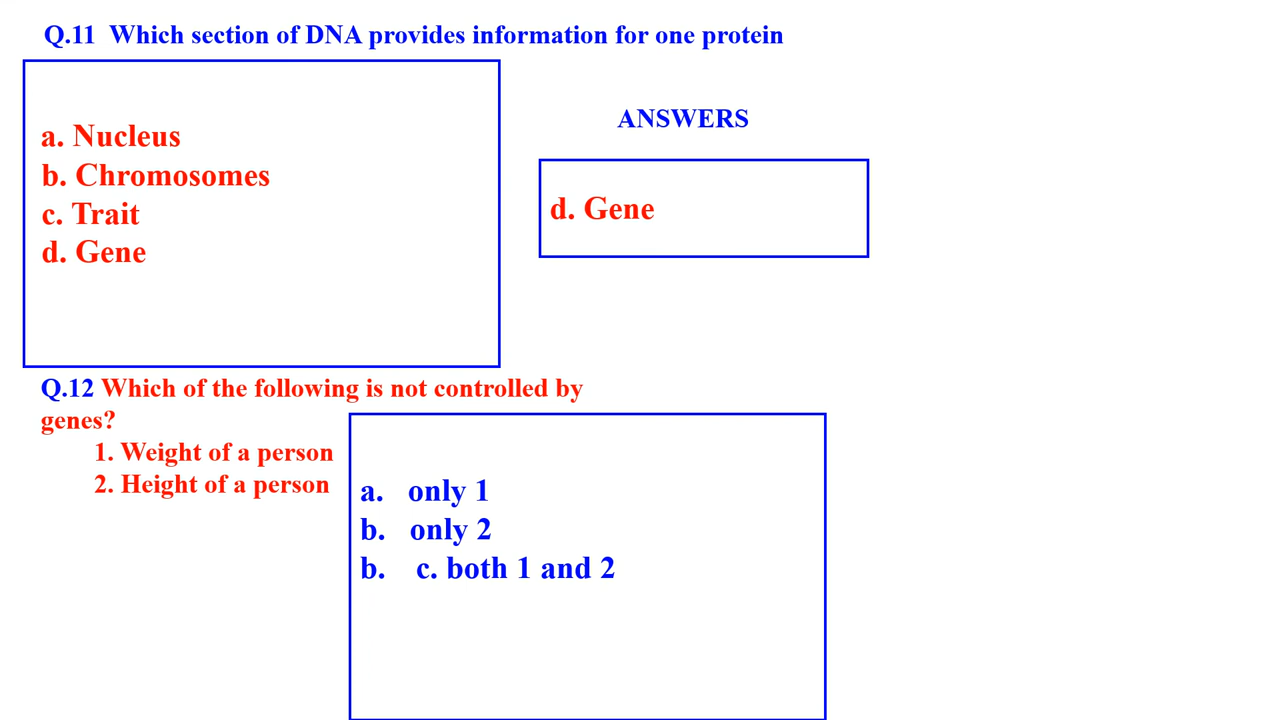 Q.11 Which section of DNA provides information for one protein
a. Nucleus
b. Chromosomes
c. Trait
d. Gene
ANSWERS
d. Gene
Q.12 Which of the following is not controlled by
genes?
1. Weight of a person
2. Height of a person
a. only 1
b. only 2
b. c. both 1 and 2